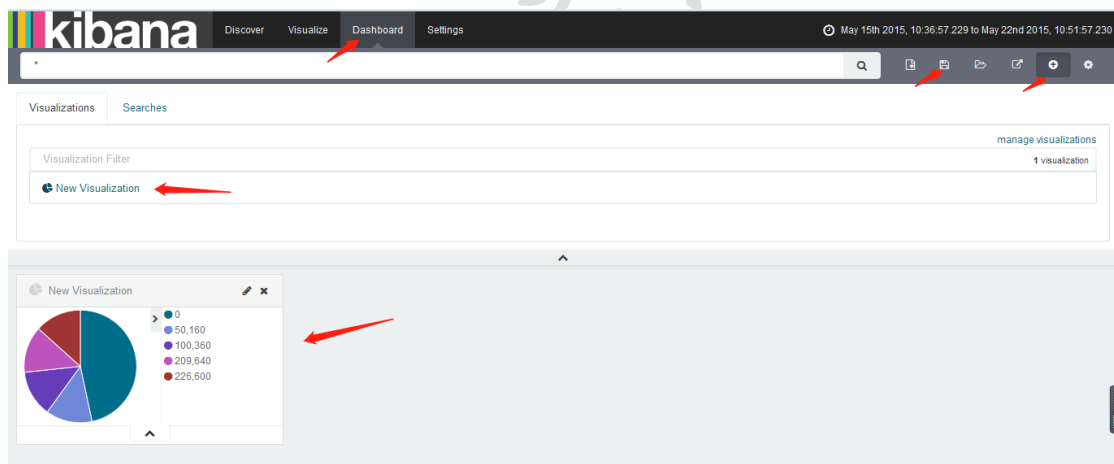 kibana Discover Visualize Dashboard Settings May 15th 2015, 10:36:57.229 to May 22nd 2015, 10:51:57.230
*
Visualizations Searches
manage visualizations
Visualization Filter 1 visualization
New Visualization
New Visualization
0
50,160
100,360
209,640
226,600